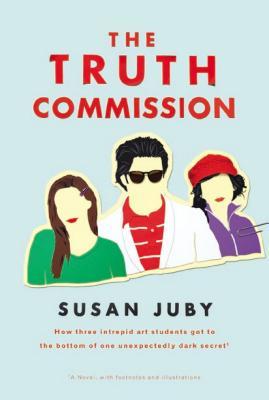 THE
TRUTH
COMMISSION
SUSAN JUBY
How three intrepid art students got to
the bottom of one unexpectedly dark secret¹
¹A Novel, with footnotes and illustrations